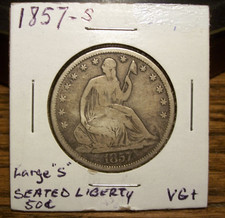 1857-S
1857
Large "S"
SEATED LIBERTY
50¢
VG+